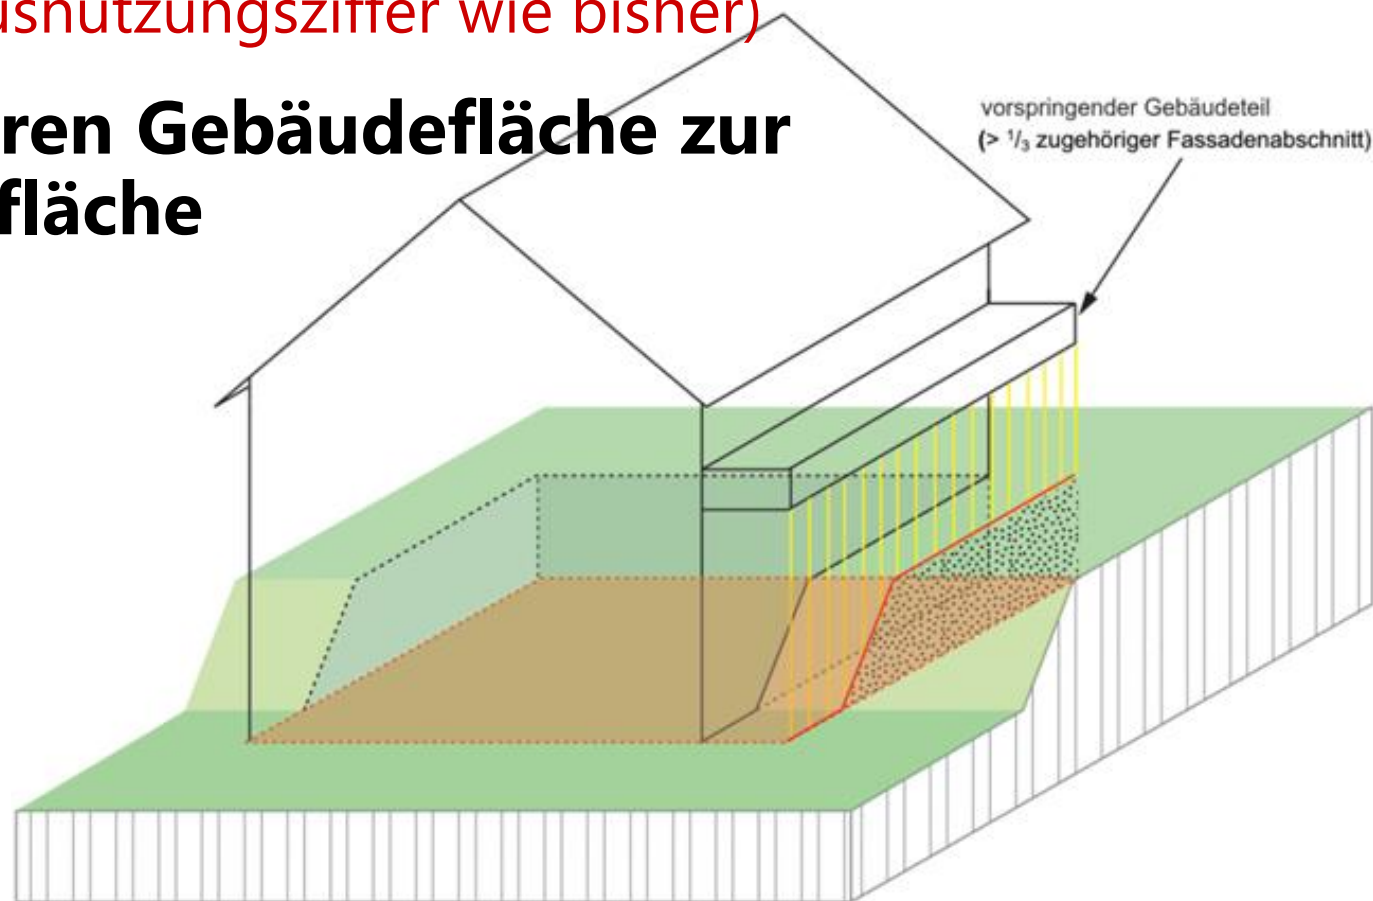 usnutzungsziffer wie bisher)
ren Gebäudefläche zur
fläche
vorspringender Gebäudeteil
(> 1/3 zugehöriger Fassadenabschnitt)